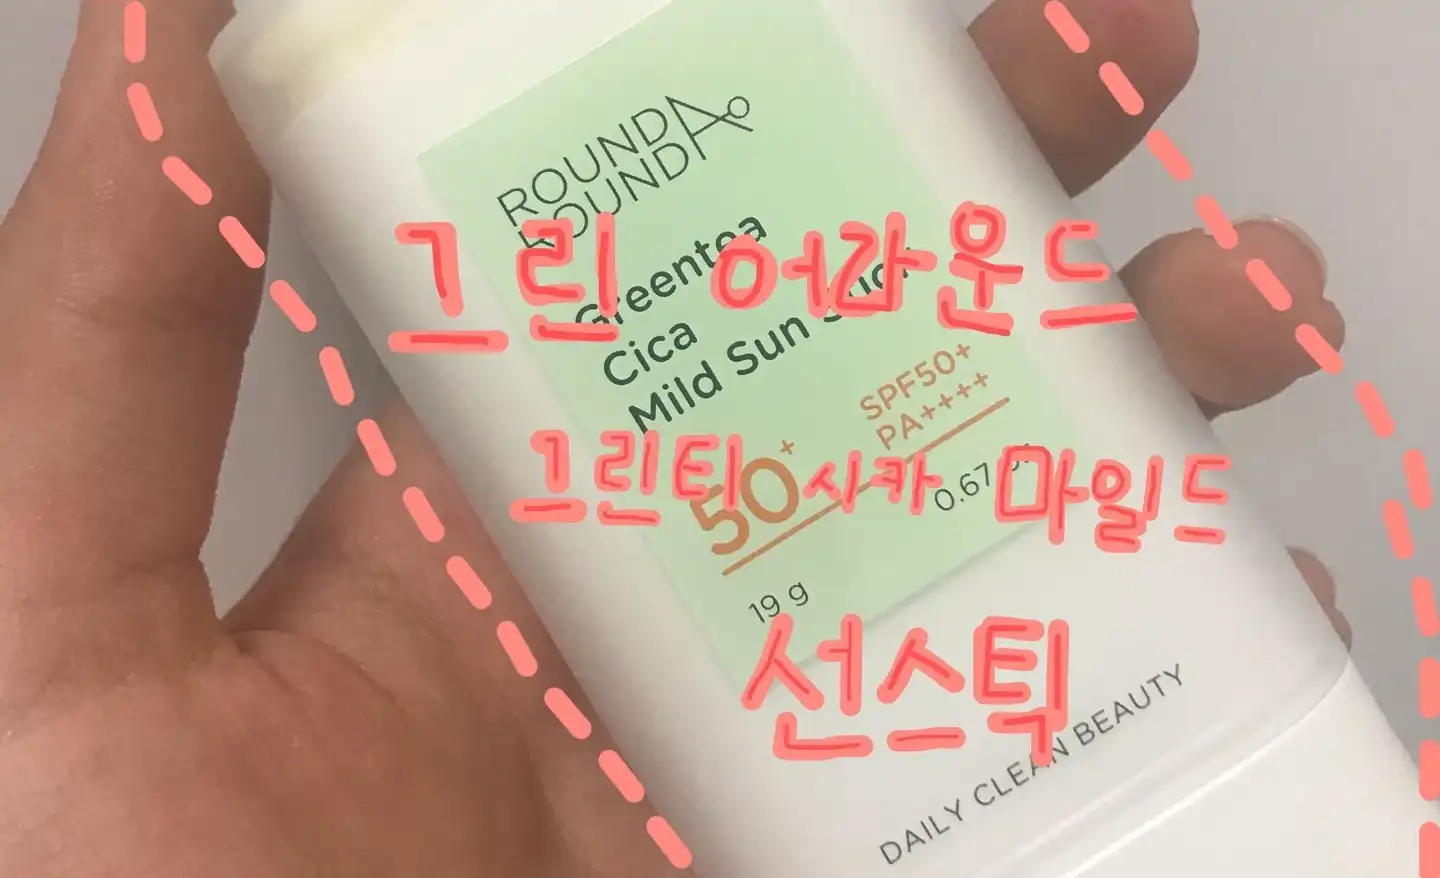 ROUND A
ROUND
그린 어라운드
Greentea
Cica
Mild Sun
SPF50+
PA++++
그린티 시카 마일드
50+
0.67
19 g
선스틱
DAILY CLEAN BEAUTY